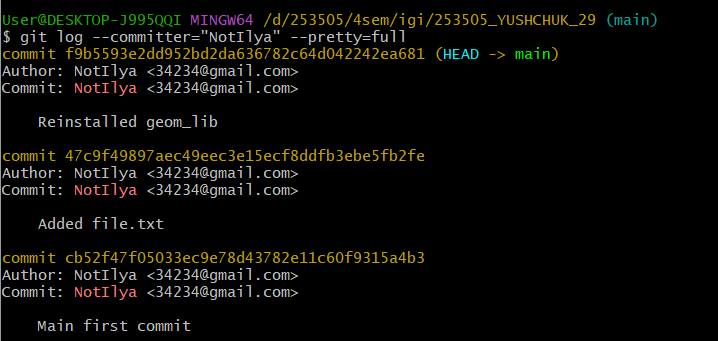 User@DESKTOP-J995QQI MINGW64 /d/253505/4sem/igi/253505_YUSHCHUK_29 (main)
$ git log --committer="NotIlya" --pretty=full
commit f9b5593e2dd952bd2da636782c64d042242ea681 (HEAD -> main)
Author: NotIlya <34234@gmail.com>
Commit: NotIlya <34234@gmail.com>
Reinstalled geom_lib
commit 47c9f49897aec49eec3e15ecf8ddfb3ebe5fb2fe
Author: NotIlya <34234@gmail.com>
Commit: NotIlya <34234@gmail.com>
Added file.txt
commit cb52f47f05033ec9e78d43782e11c60f9315a4b3
Author: NotIlya <34234@gmail.com>
Commit: NotIlya <34234@gmail.com>
Main first commit